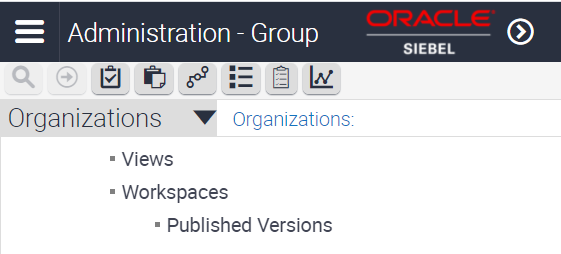 Administration - Group
ORACLE
SIEBEL
Organizations
Organizations:
Views
Workspaces
Published Versions